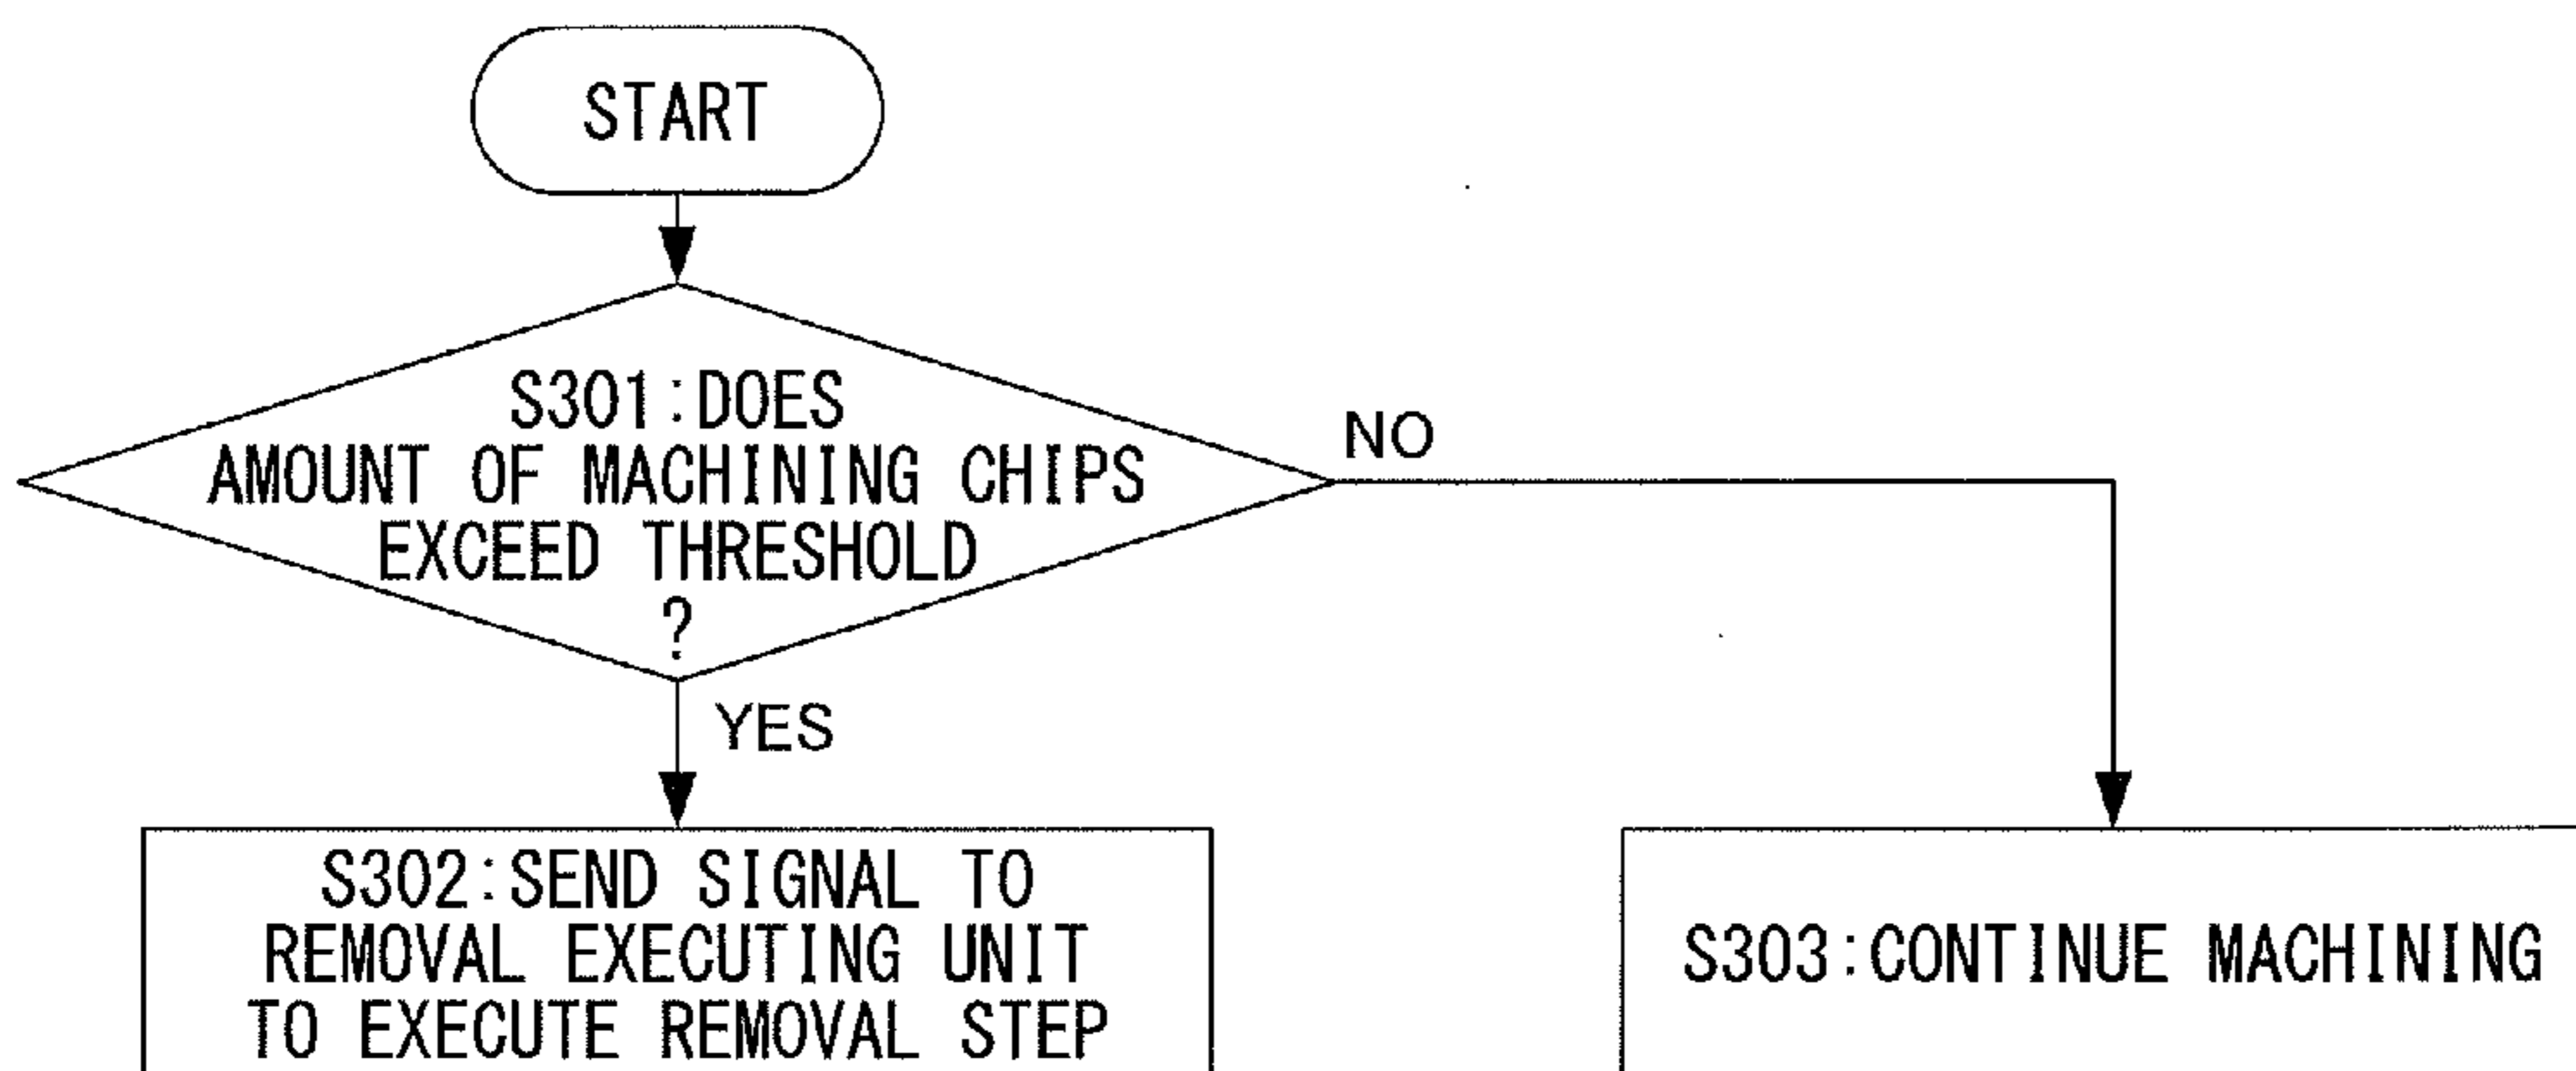 START
S301:DOES
AMOUNT OF MACHINING CHIPS
EXCEED THRESHOLD
?
NO
YES
S302:SEND SIGNAL TO
REMOVAL EXECUTING UNIT
TO EXECUTE REMOVAL STEP
S303:CONTINUE MACHINING